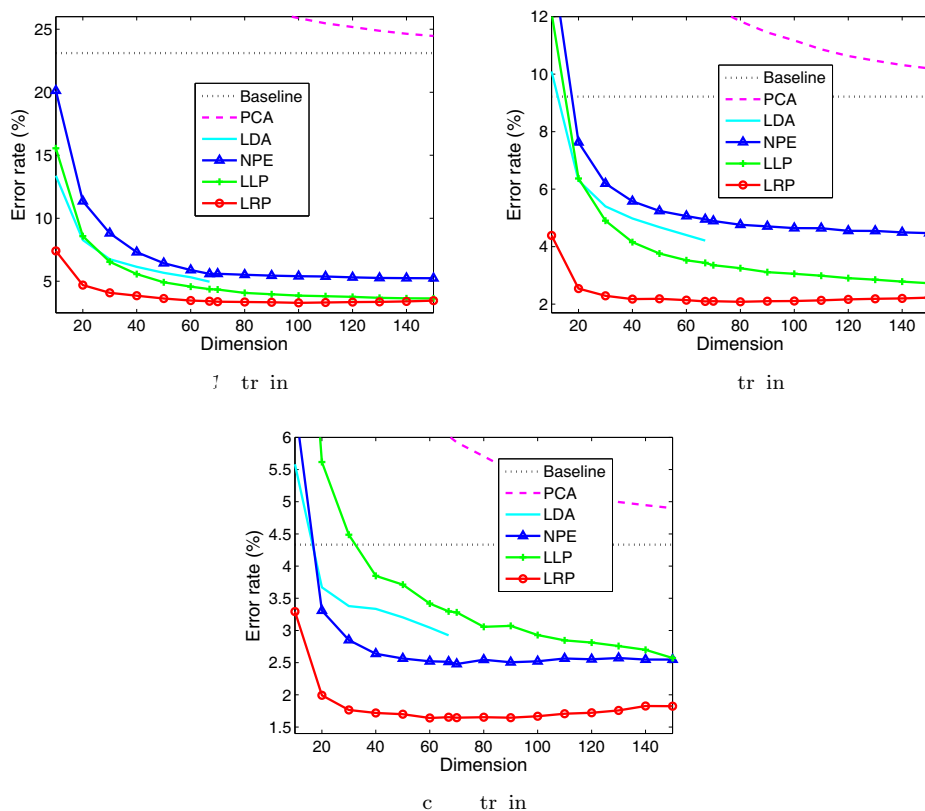 25
20
15
10
5
Error rate (%)
Baseline
PCA
LDA
NPE
LLP
LRP
20 40 60 80 100 120 140
Dimension
tr in
12
10
8
6
4
2
Error rate (%)
Baseline
PCA
LDA
NPE
LLP
LRP
20 40 60 80 100 120 140
Dimension
tr in
6
5.5
5
4.5
4
3.5
3
2.5
2
1.5
Error rate (%)
Baseline
PCA
LDA
NPE
LLP
LRP
20 40 60 80 100 120 140
Dimension
c tr in